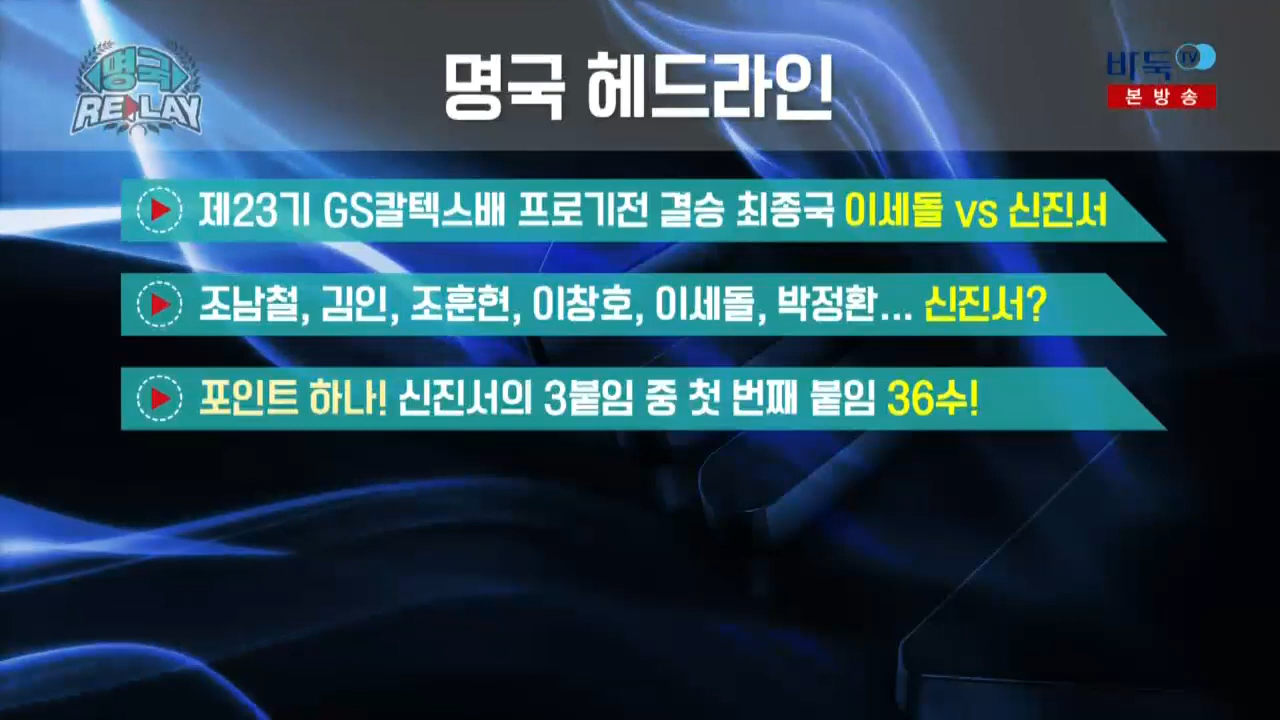 명국
REPLAY
명국 헤드라인
바둑TV
본방송
제23기 GS칼텍스배 프로기전 결승 최종국 이세돌 vs 신진서
조남철, 김인, 조훈현, 이창호, 이세돌, 박정환... 신진서?
포인트 하나! 신진서의 3붙임 중 첫 번째 붙임 36수!